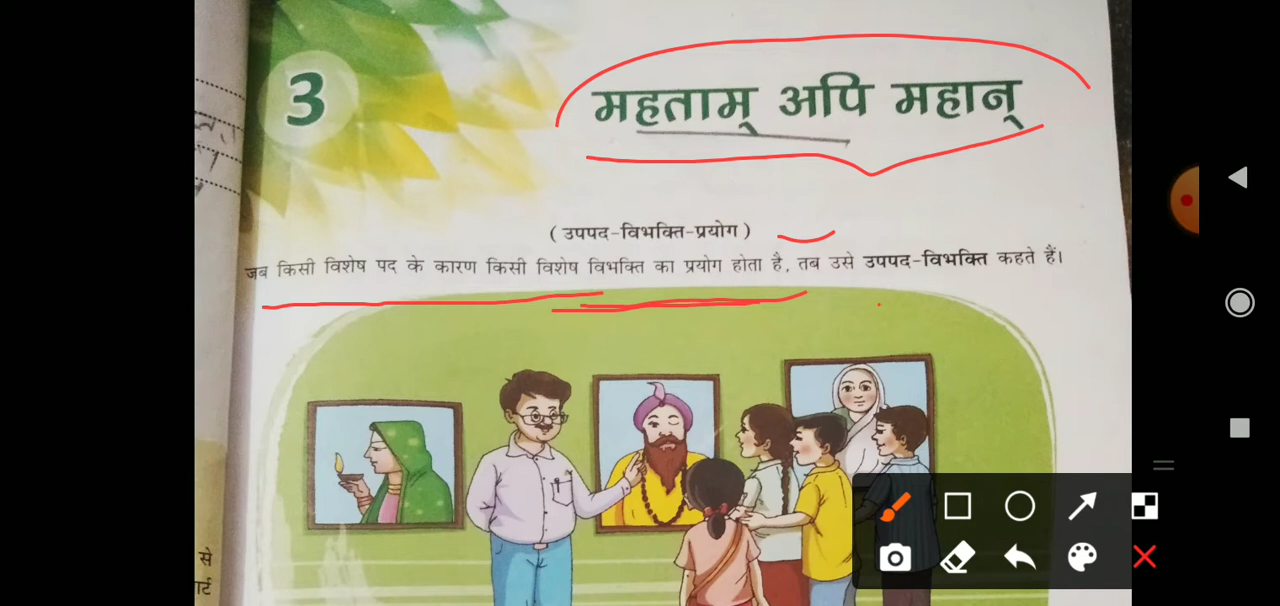 3
महताम् अपि महान्
(उपपद-विभक्ति-प्रयोग)
जब किसी विशेष पद के कारण किसी विशेष विभक्ति का प्रयोग होता है, तब उसे उपपद-विभक्ति कहते हैं।
से